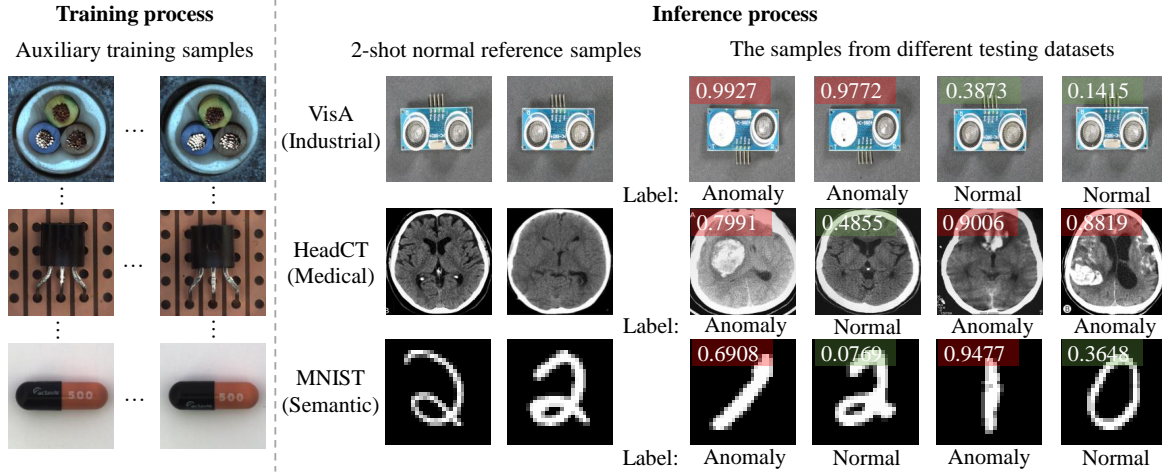 Training process
Inference process
Auxiliary training samples
2-shot normal reference samples
The samples from different testing datasets
...
VisA
(Industrial)
0.9927
0.9772
0.3873
0.1415
Label:
Anomaly
Anomaly
Normal
Normal
...
HeadCT
(Medical)
0.7991
0.4855
0.9006
0.8819
Label:
Anomaly
Normal
Anomaly
Anomaly
...
500
500
MNIST
(Semantic)
0.6908
0.0769
0.9477
0.3648
Label:
Anomaly
Normal
Anomaly
Normal